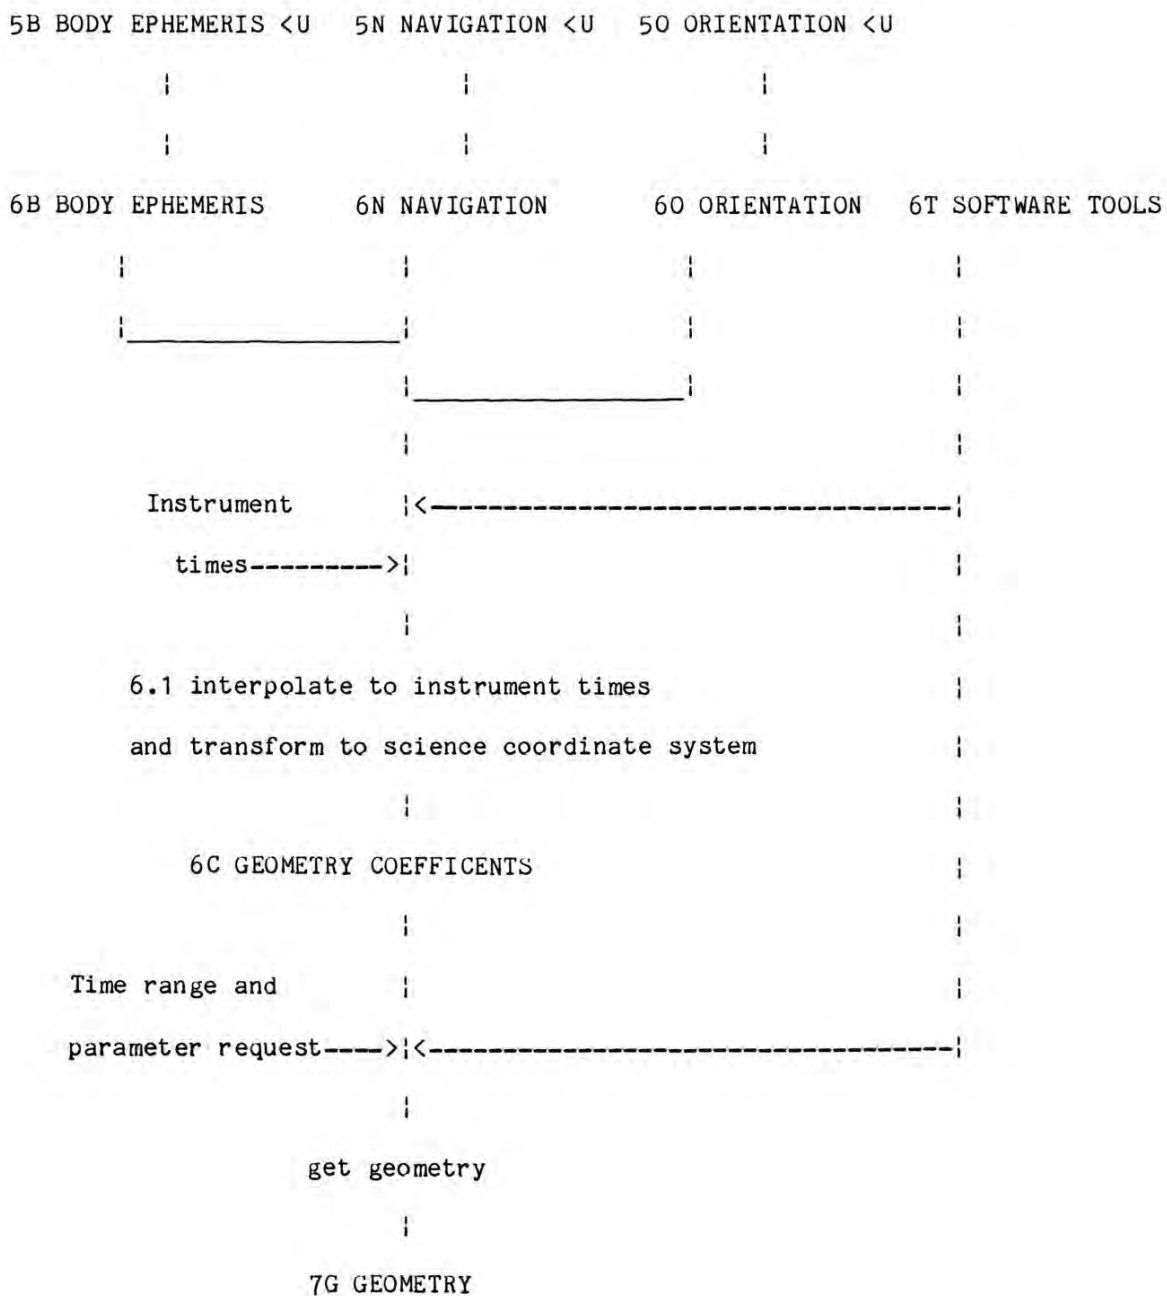 5B BODY EPHEMERIS <U 5N NAVIGATION <U 5O ORIENTATION <U
6B BODY EPHEMERIS 6N NAVIGATION 6O ORIENTATION 6T SOFTWARE TOOLS
Instrument
times
6.1 interpolate to instrument times
and transform to science coordinate system
6C GEOMETRY COEFFICENTS
Time range and
parameter request
get geometry
7G GEOMETRY